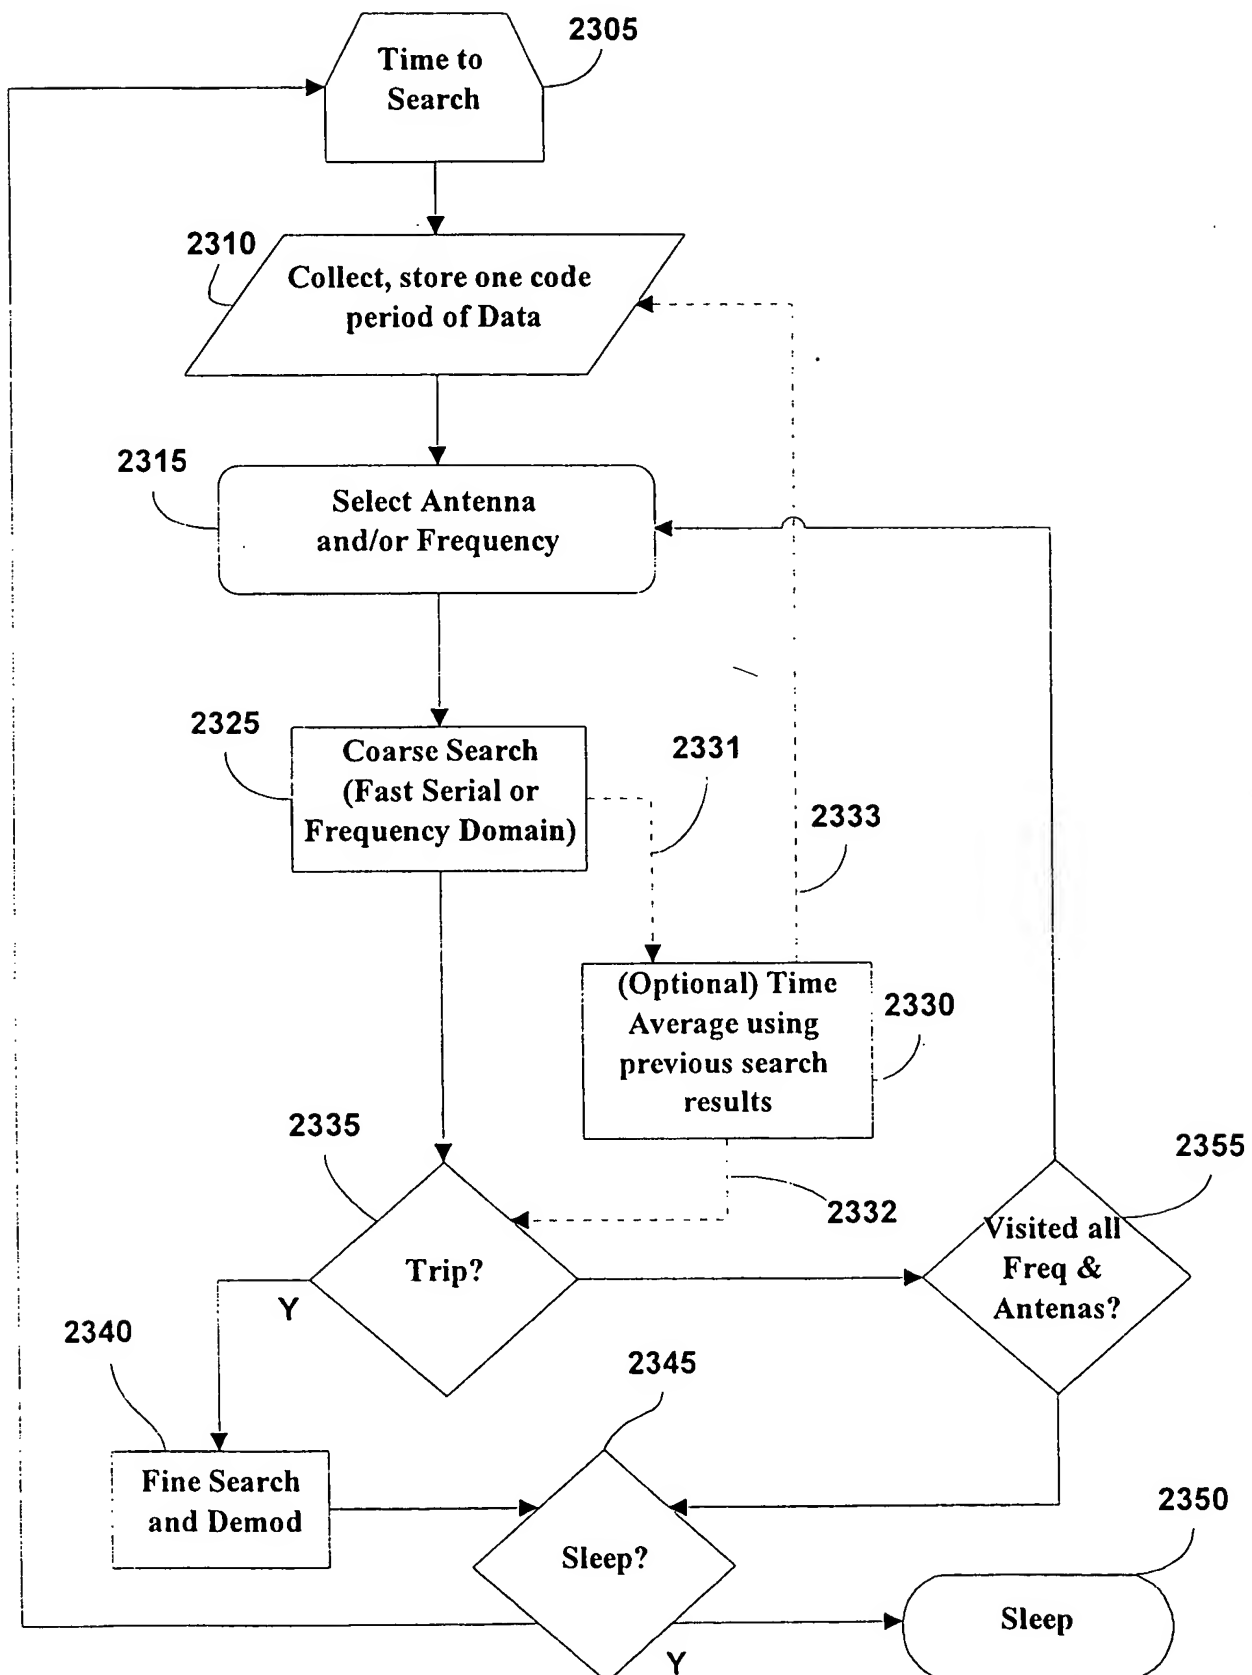 2305
Time to
Search
2310
Collect, store one code
period of Data
2315
Select Antenna
and/or Frequency
2325
Coarse Search
(Fast Serial or
Frequency Domain)
2331
2333
(Optional) Time
Average using
previous search
results
2330
2335
2332
2355
Trip?
Y
Visited all
Freq &
Antenas?
2340
2345
Fine Search
and Demod
2350
Sleep?
Sleep
Y